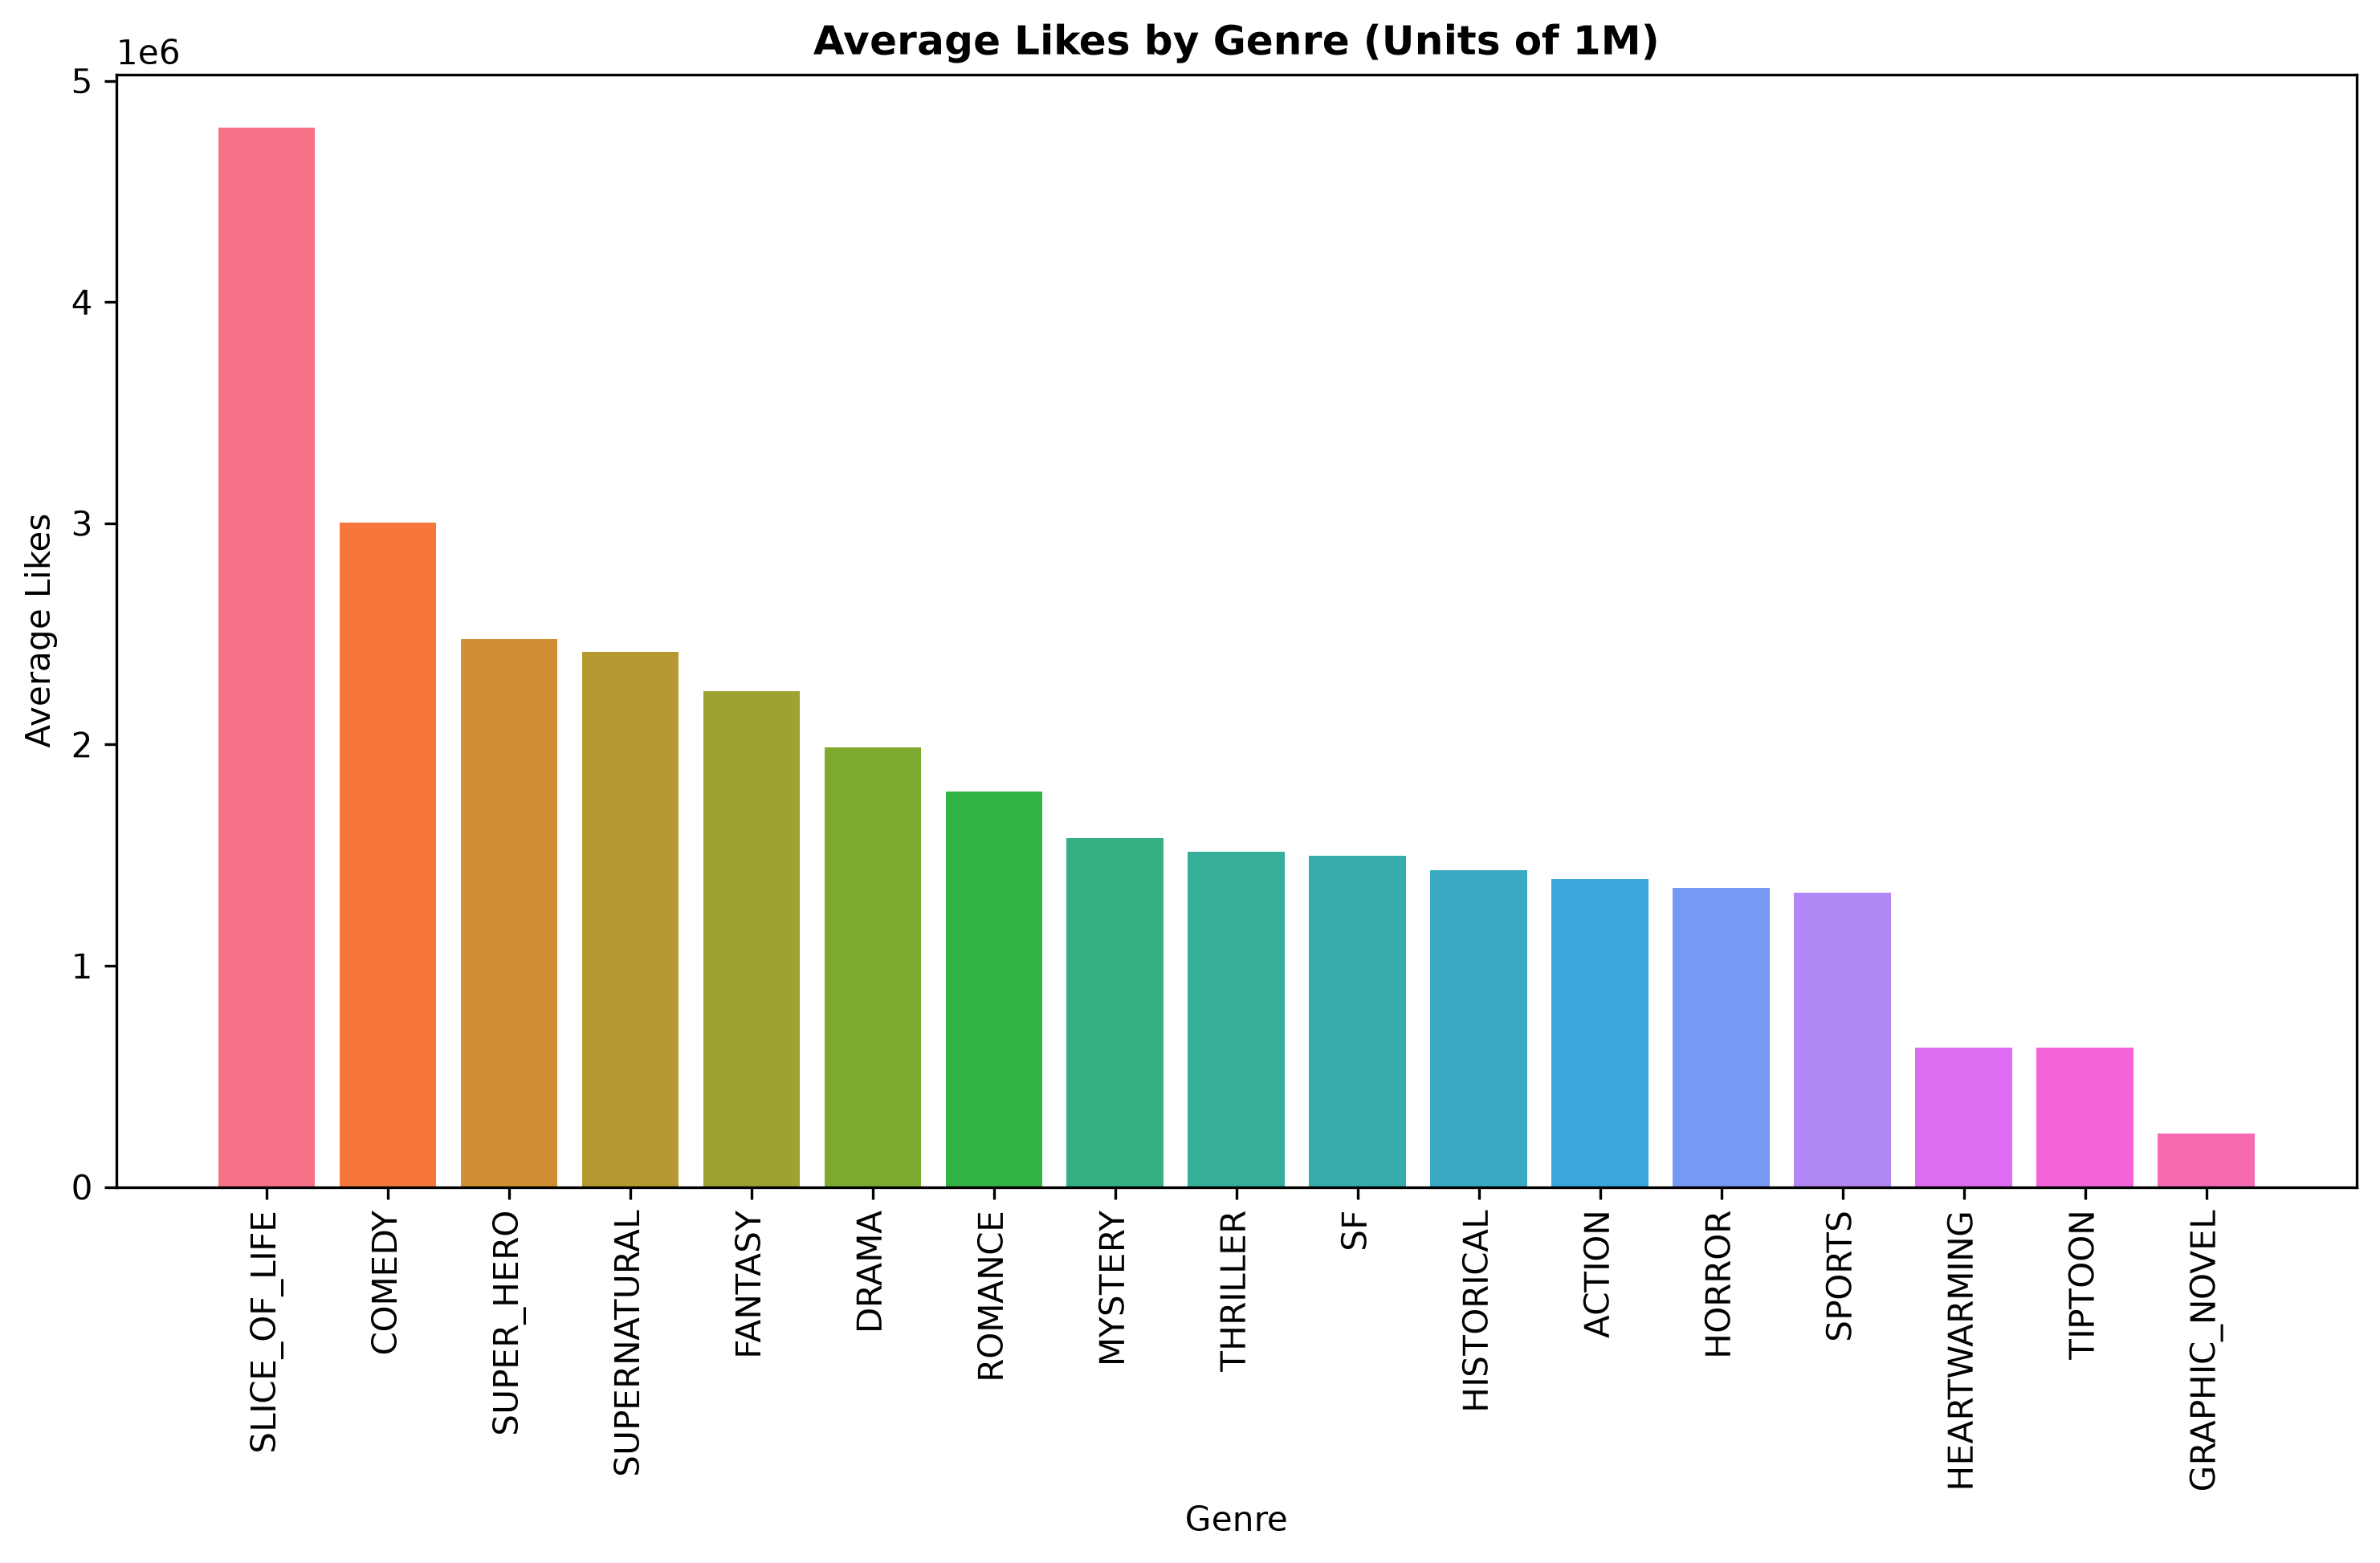 Average Likes by Genre (Units of 1M)
1e6
5
4
3
2
1
0
Average Likes
SLICE_OF_LIFE
COMEDY
SUPER_HERO
SUPERNATURAL
FANTASY
DRAMA
ROMANCE
MYSTERY
THRILLER
SF
HISTORICAL
ACTION
HORROR
SPORTS
HEARTWARMING
TIPTOON
GRAPHIC_NOVEL
Genre